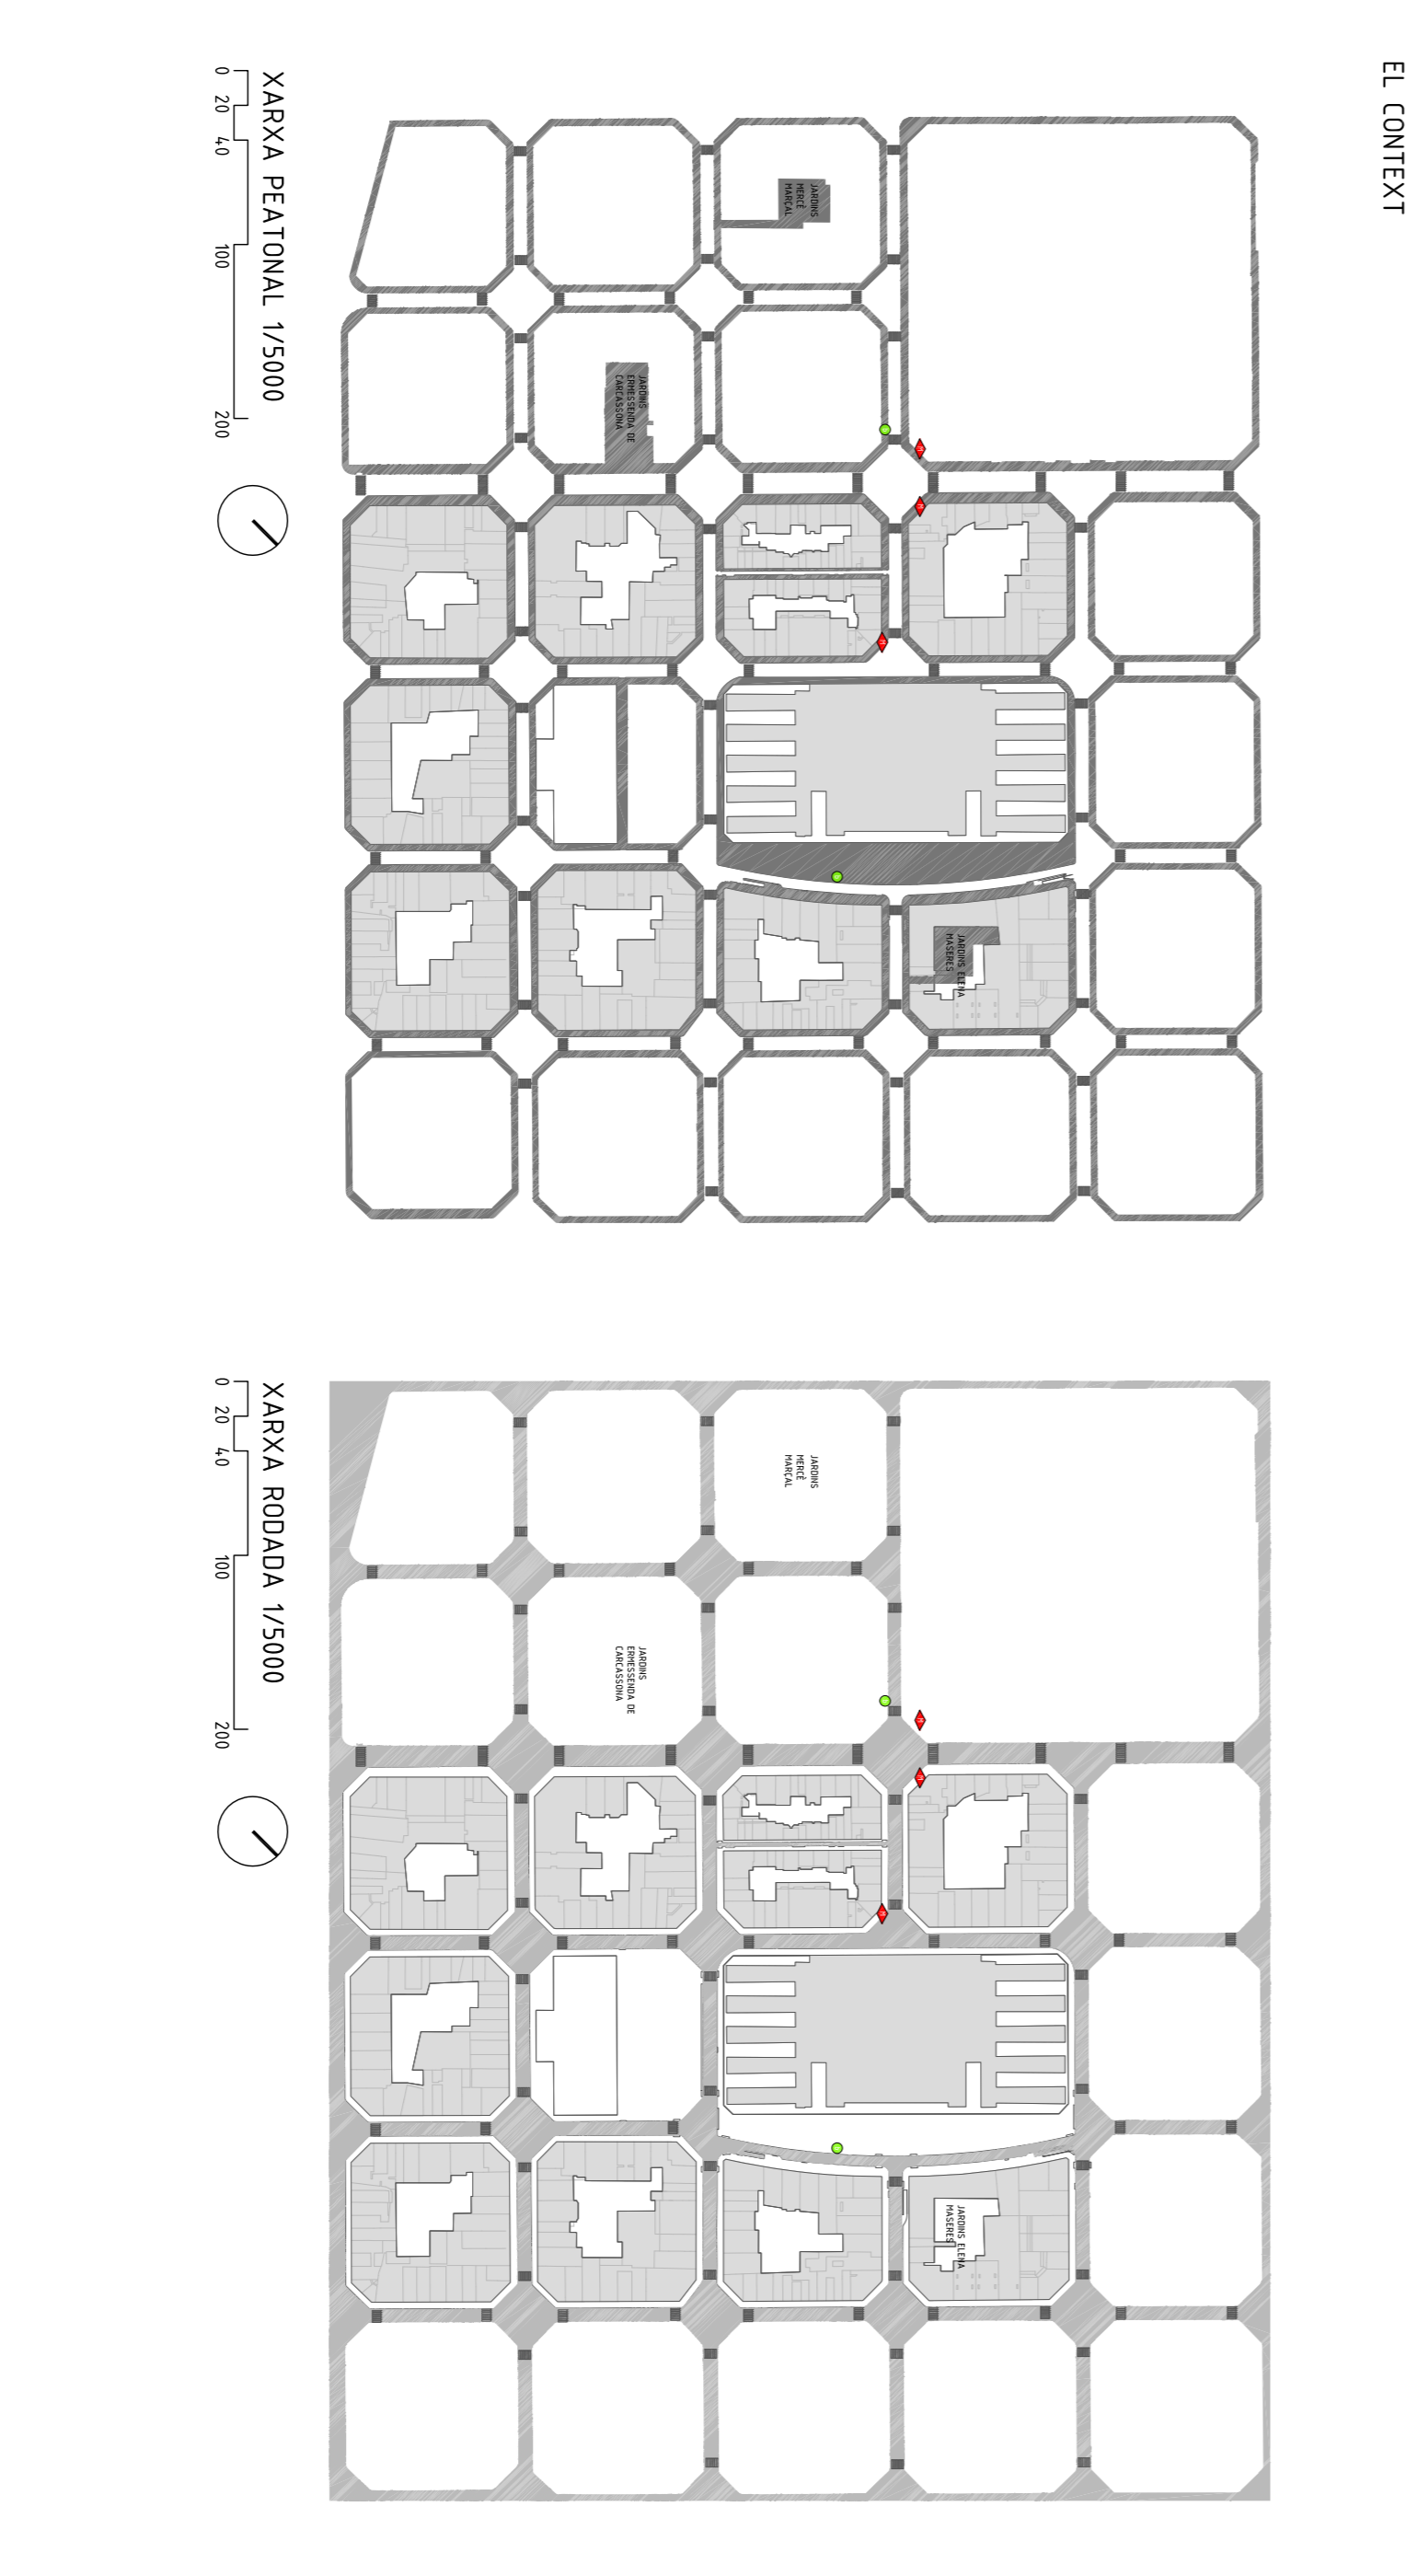 EL CONTEXT
JARDINS
MERCÈ
MARÇAL
JARDINS
ERMESSENDA DE
CARCASSONA
JARDINS ELENA
MASERES
XARXA PEATONAL 1/5000
0 20 40 100 200
JARDINS
MERCÈ
MARÇAL
JARDINS
ERMESSENDA DE
CARCASSONA
JARDINS ELENA
MASERES
XARXA RODADA 1/5000
0 20 40 100 200